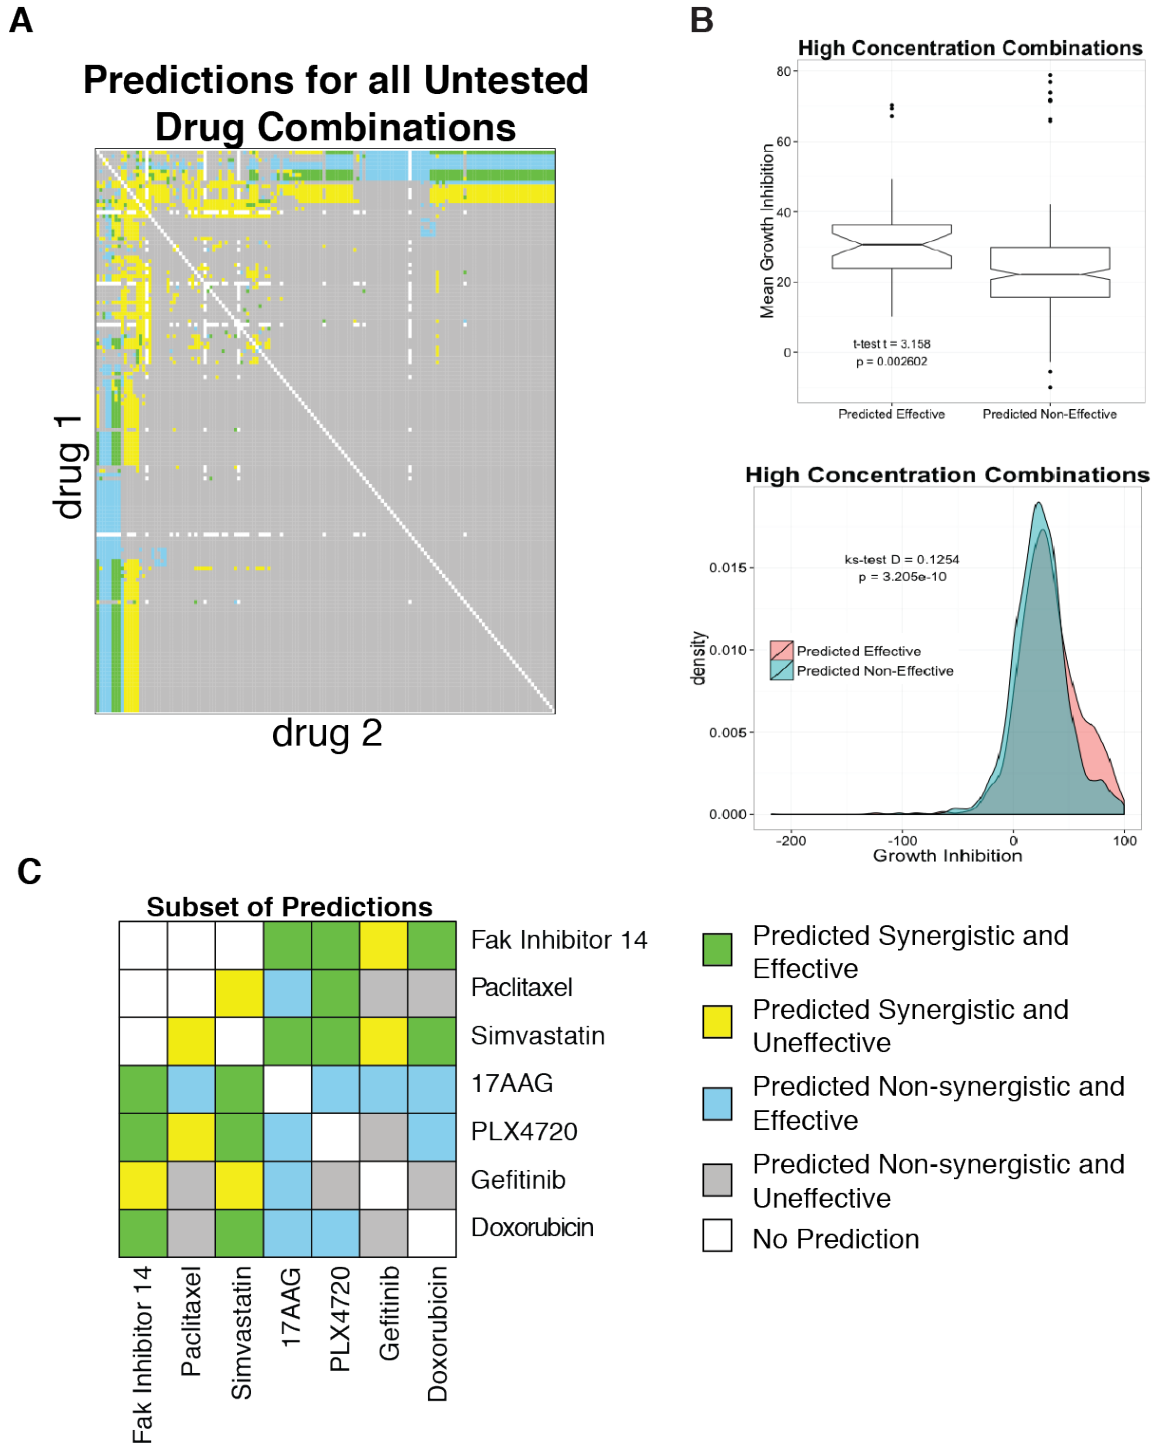 A
Predictions for all Untested
Drug Combinations
drug 1
drug 2
B
High Concentration Combinations
Mean Growth Inhibition
80
60
40
20
0
t-test t = 3.158
p = 0.002602
Predicted Effective
Predicted Non-Effective
High Concentration Combinations
density
0.015
0.010
0.005
0.000
ks-test D = 0.1254
p = 3.205e-10
Predicted Effective
Predicted Non-Effective
-200
-100
0
100
Growth Inhibition
C
Subset of Predictions
Fak Inhibitor 14
Paclitaxel
Simvastatin
17AAG
PLX4720
Gefitinib
Doxorubicin
Fak Inhibitor 14
Paclitaxel
Simvastatin
17AAG
PLX4720
Gefitinib
Doxorubicin
Predicted Synergistic and
Effective
Predicted Synergistic and
Uneffective
Predicted Non-synergistic and
Effective
Predicted Non-synergistic and
Uneffective
No Prediction